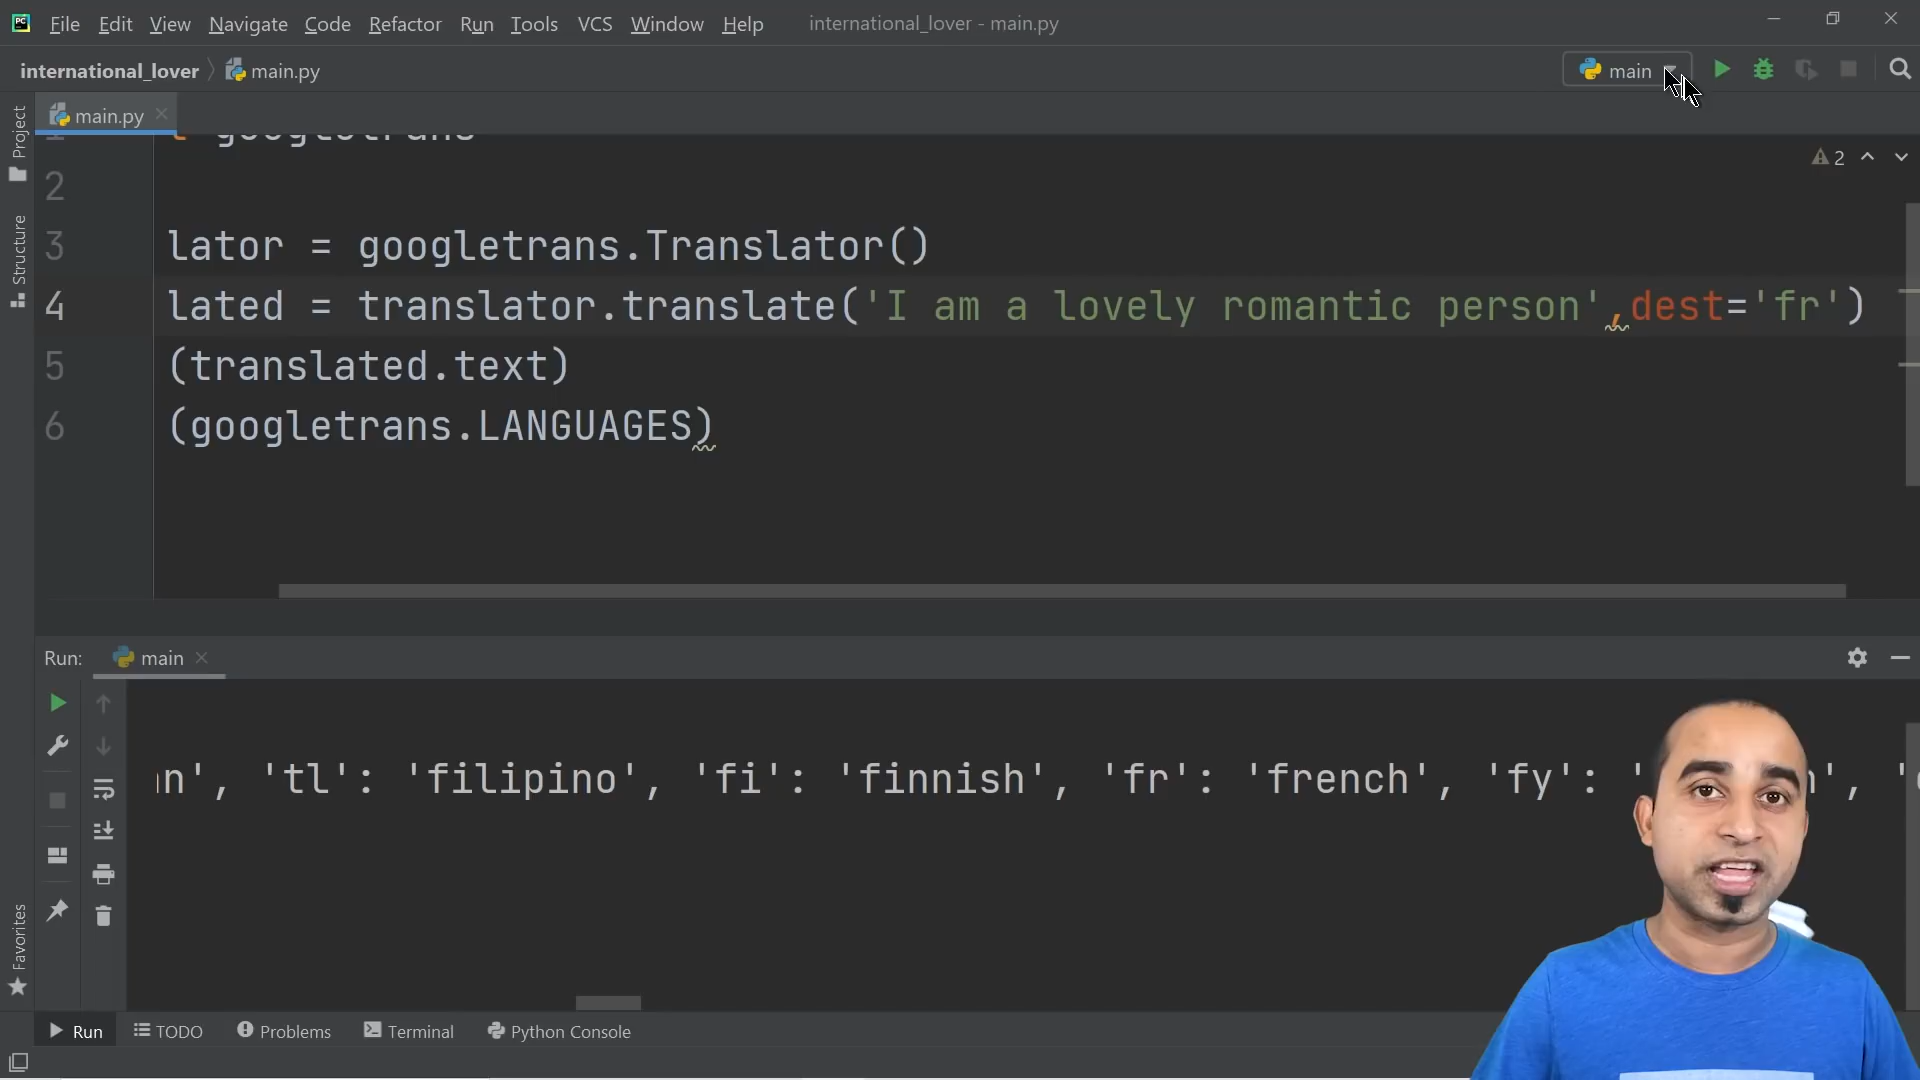 PC File Edit View Navigate Code Refactor Run Tools VCS Window Help international_lover - main.py
international_lover main.py main
main.py
Project
Structure
Favorites
2
2
3 lator = googletrans.Translator()
4 lated = translator.translate('I am a lovely romantic person',dest='fr')
5 (translated.text)
6 (googletrans.LANGUAGES)
Run: main
n', 'tl': 'filipino', 'fi': 'finnish', 'fr': 'french', 'fy': '
Run TODO Problems Terminal Python Console